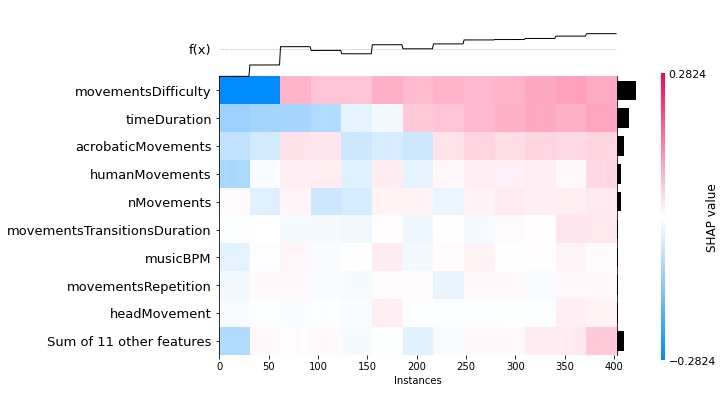 f(x)
movementsDifficulty
timeDuration
acrobaticMovements
humanMovements
nMovements
movementsTransitionsDuration
musicBPM
movementsRepetition
headMovement
Sum of 11 other features
0 50 100 150 200 250 300 350 400
Instances
0.2824
−0.2824
SHAP value